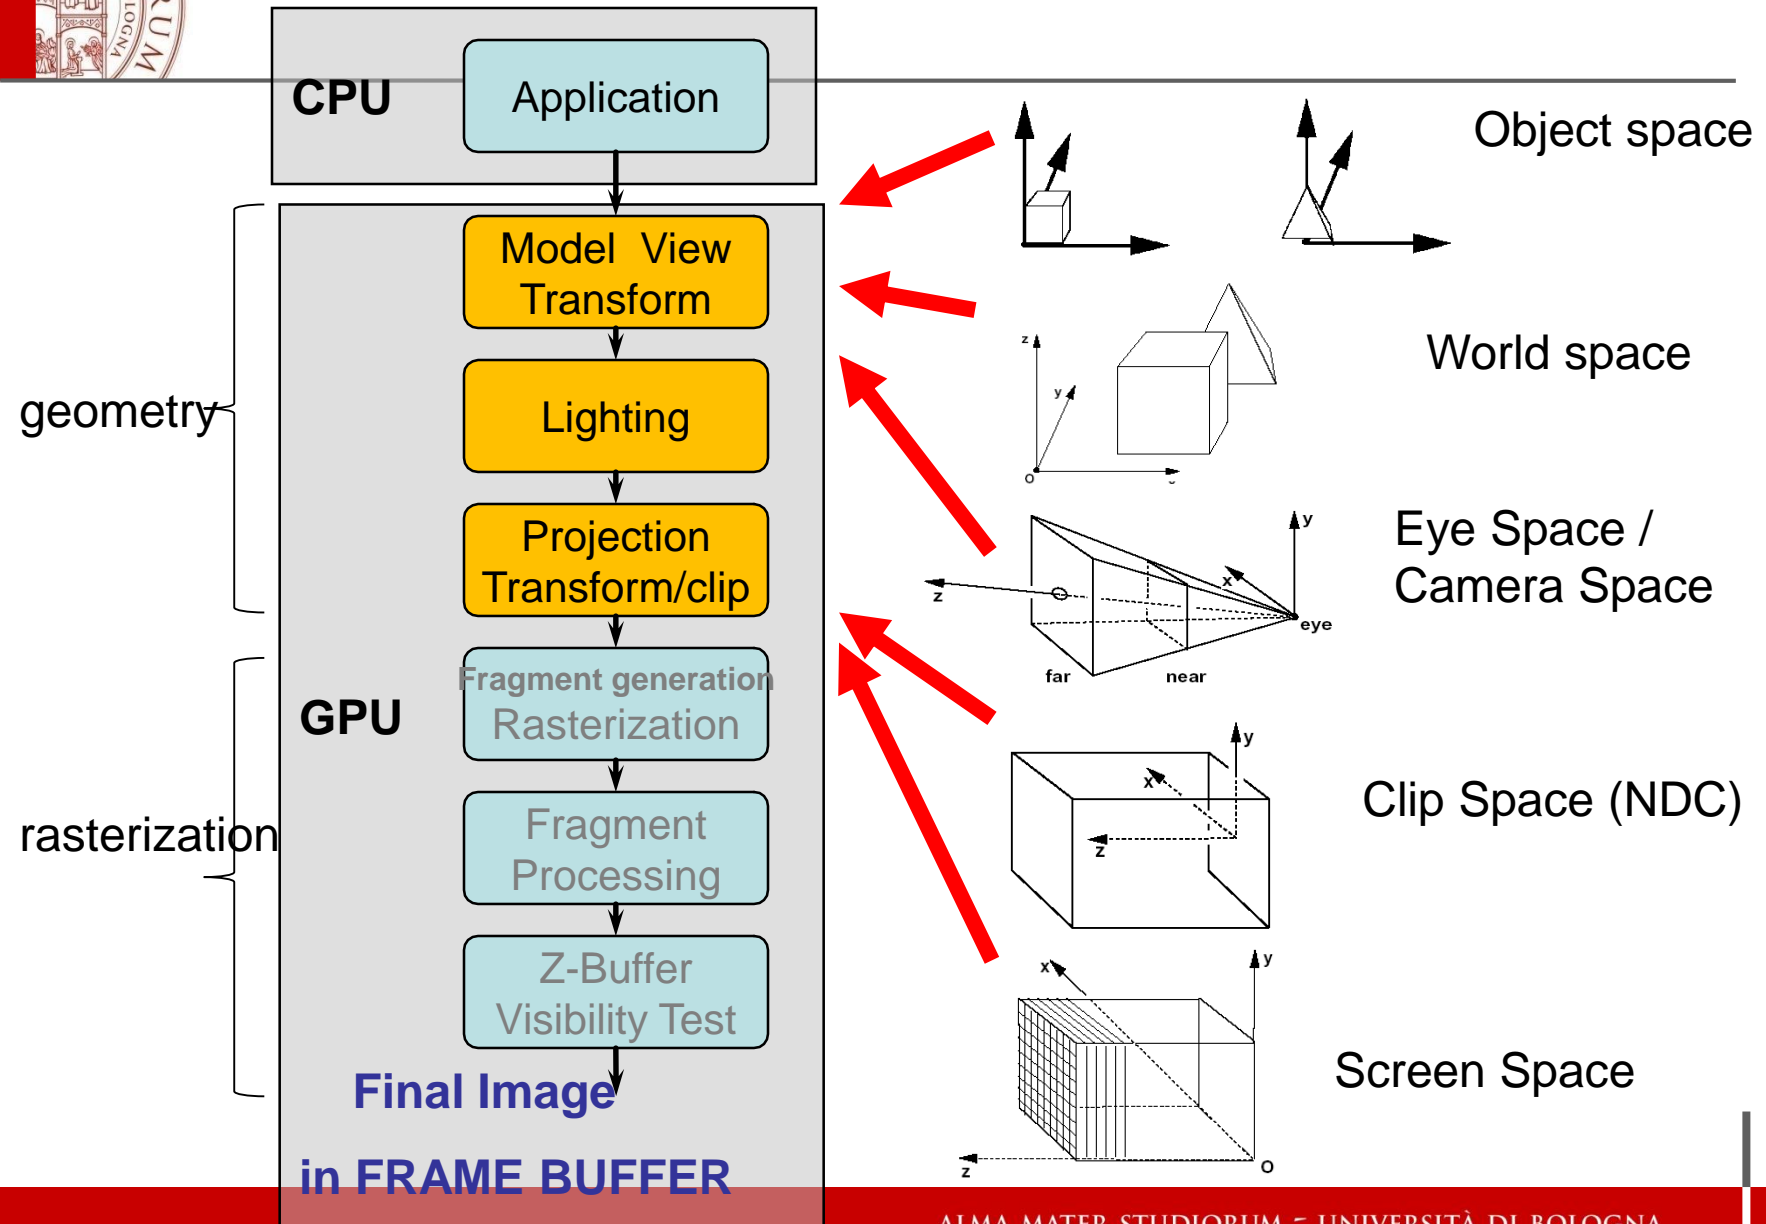 LOGNA
RUM
CPU
Application
Object space
Model View
Transform
World space
z
y
O
geometry
Lighting
Projection
Transform/clip
Eye Space /
Camera Space
y
x
z
eye
far
near
Fragment generation
Rasterization
GPU
y
x
z
Clip Space (NDC)
rasterization
Fragment
Processing
Z-Buffer
Visibility Test
x
y
z
O
Screen Space
Final Image
in FRAME BUFFER
ALMA MATER STUDIORUM – UNIVERSITÀ DI BOLOGNA